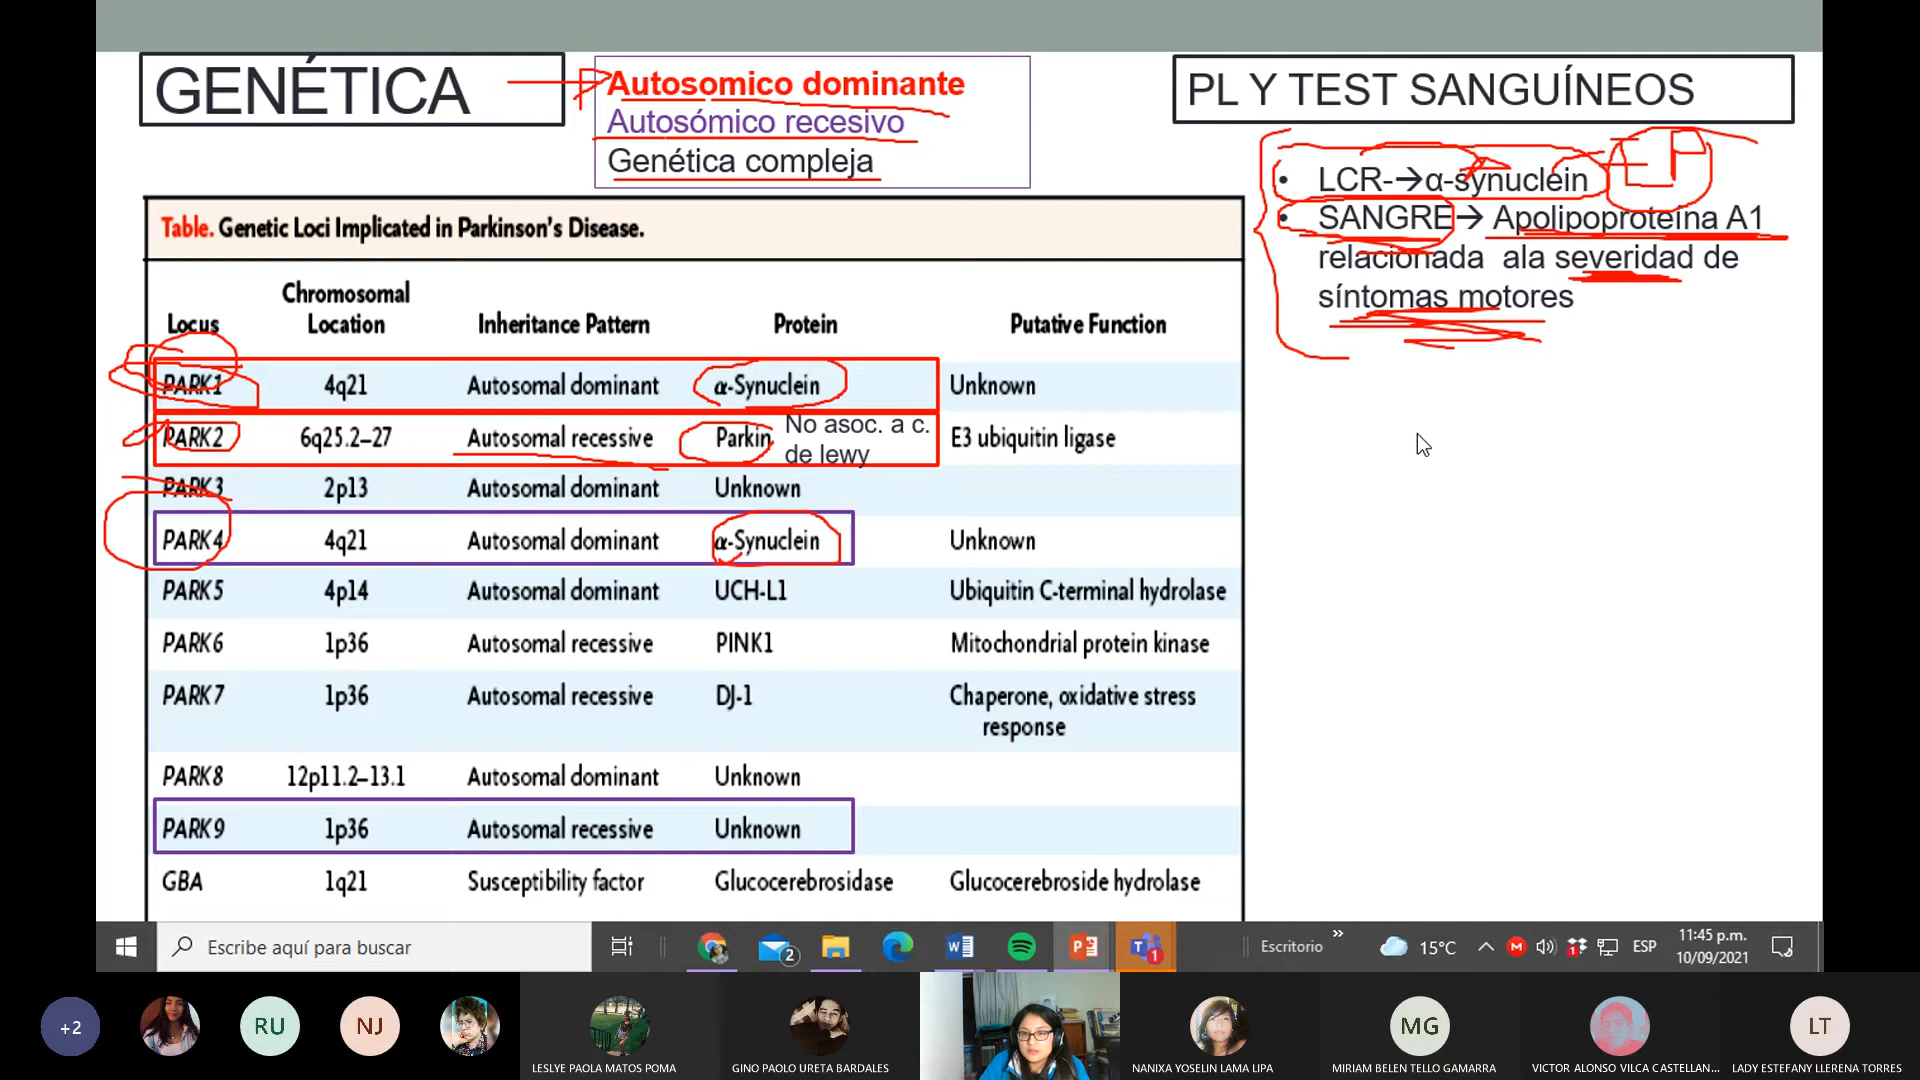 GENÉTICA
Autosomico dominante
Autosómico recesivo
Genética compleja
PL Y TEST SANGUÍNEOS
• LCR-→α-synuclein
P
• SANGRE→ Apolipoproteína A1
relacionada ala severidad de
síntomas motores
Table. Genetic Loci Implicated in Parkinson's Disease.
Locus Chromosomal Location Inheritance Pattern Protein Putative Function
PARK1 4q21 Autosomal dominant α-Synuclein Unknown
PARK2 6q25.2–27 Autosomal recessive Parkin No asoc. a c. de lewy E3 ubiquitin ligase
PARK3 2p13 Autosomal dominant Unknown
PARK4 4q21 Autosomal dominant α-Synuclein Unknown
PARK5 4p14 Autosomal dominant UCH-L1 Ubiquitin C-terminal hydrolase
PARK6 1p36 Autosomal recessive PINK1 Mitochondrial protein kinase
PARK7 1p36 Autosomal recessive DJ-1 Chaperone, oxidative stress
response
PARK8 12p11.2–13.1 Autosomal dominant Unknown
PARK9 1p36 Autosomal recessive Unknown
GBA 1q21 Susceptibility factor Glucocerebrosidase Glucocerebroside hydrolase
Escribe aquí para buscar
2
1
Escritorio
15°C
1
ESP
11:45 p.m.
10/09/2021
+2
RU
NJ
LESLYE PAOLA MATOS POMA
GINO PAOLO URETA BARDALES
NANIXA YOSELIN LAMA LIPA
MG
MIRIAM BELEN TELLO GAMARRA
VICTOR ALONSO VILCA CASTELLAN...
LT
LADY ESTEFANY LLERENA TORRES